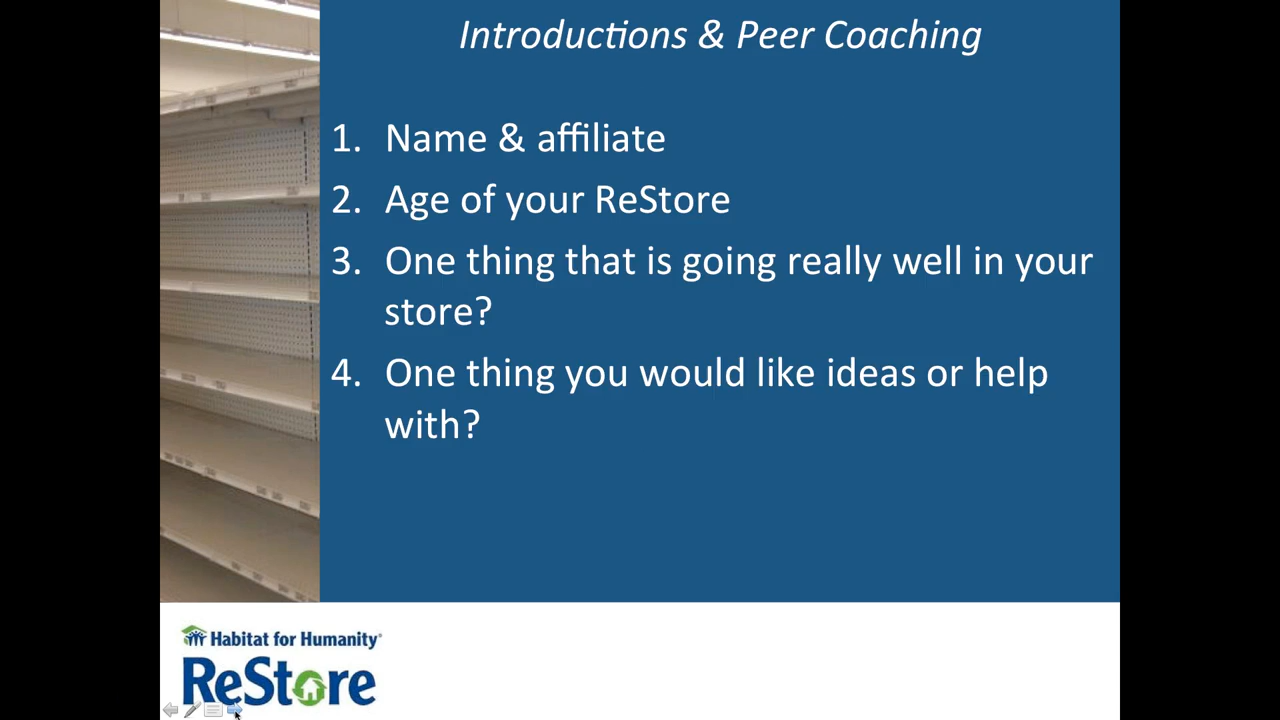 Introductions & Peer Coaching
1. Name & affiliate
2. Age of your ReStore
3. One thing that is going really well in your
store?
4. One thing you would like ideas or help
with?
Habitat for Humanity®
ReStore